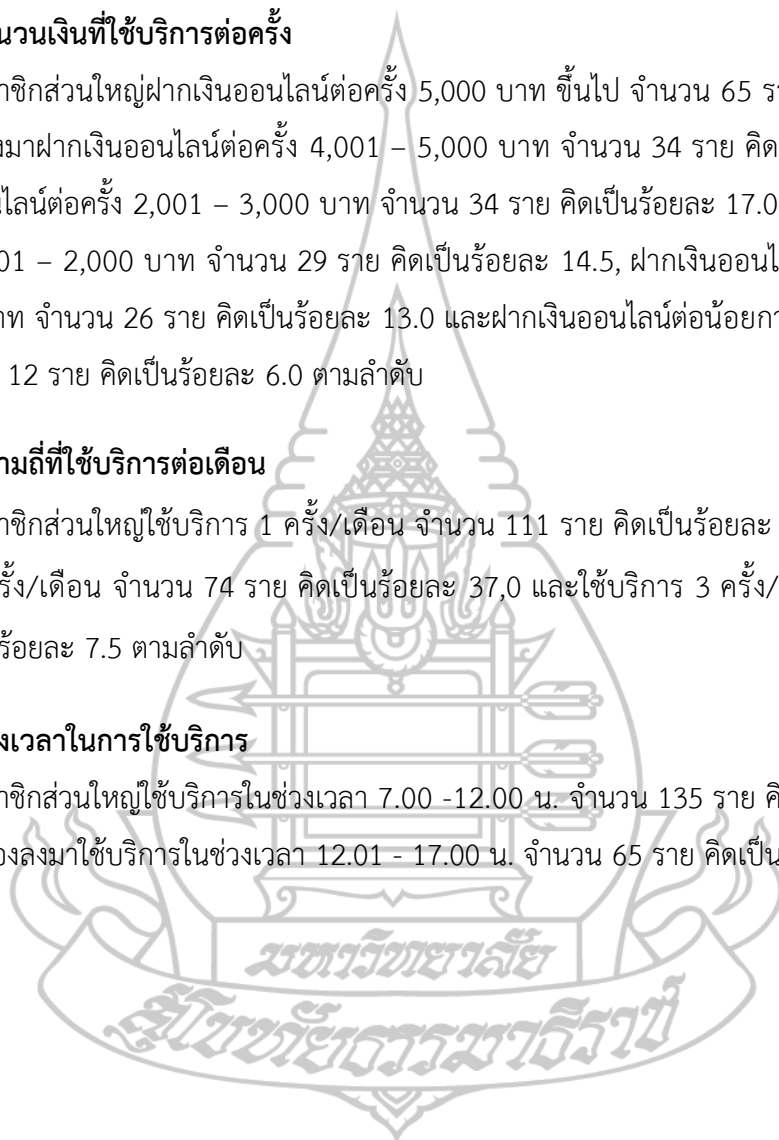 นวนเงินที่ใช้บริการต่อครั้ง
าชิกส่วนใหญ่ฝากเงินออนไลน์ต่อครั้ง 5,000 บาท ขึ้นไป จำนวน 65 รา
งมาฝากเงินออนไลน์ต่อครั้ง 4,001 – 5,000 บาท จำนวน 34 ราย คิด
นไลน์ต่อครั้ง 2,001 – 3,000 บาท จำนวน 34 ราย คิดเป็นร้อยละ 17.0
01 – 2,000 บาท จำนวน 29 ราย คิดเป็นร้อยละ 14.5, ฝากเงินออนไ
าท จำนวน 26 ราย คิดเป็นร้อยละ 13.0 และฝากเงินออนไลน์ต่อน้อยกว
12 ราย คิดเป็นร้อยละ 6.0 ตามลำดับ
ามถี่ที่ใช้บริการต่อเดือน
าชิกส่วนใหญ่ใช้บริการ 1 ครั้ง/เดือน จำนวน 111 ราย คิดเป็นร้อยละ
รั้ง/เดือน จำนวน 74 ราย คิดเป็นร้อยละ 37,0 และใช้บริการ 3 ครั้ง/
ร้อยละ 7.5 ตามลำดับ
งเวลาในการใช้บริการ
าชิกส่วนใหญ่ใช้บริการในช่วงเวลา 7.00 -12.00 น. จำนวน 135 ราย คิ
องลงมาใช้บริการในช่วงเวลา 12.01 - 17.00 น. จำนวน 65 ราย คิดเป็น
มหาวิทยาลัย
สุโขทัยธรรมาธิราช